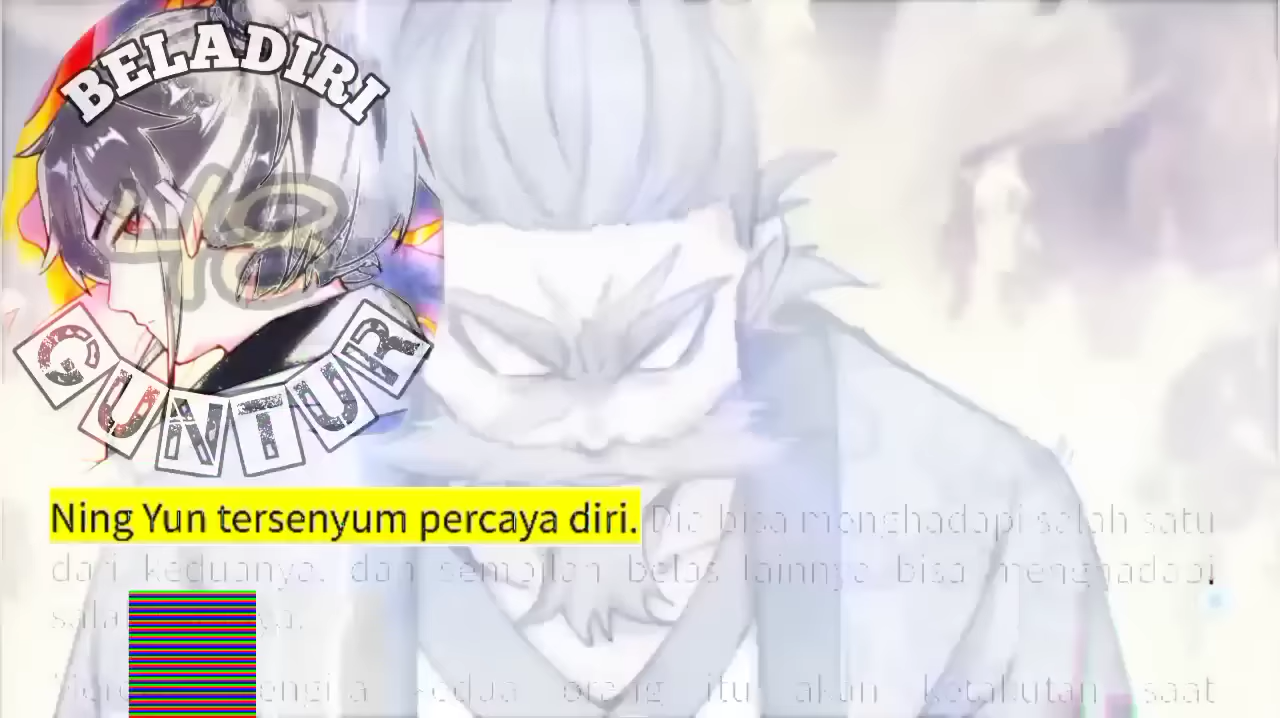 BELADIRI
GUNTUR
Ning Yun tersenyum percaya diri. Dia bisa menghadapi salah satu
dari keduanya, dan sembilan belas lainnya bisa menghadapi
kedua orang itu akan ketakutan saat